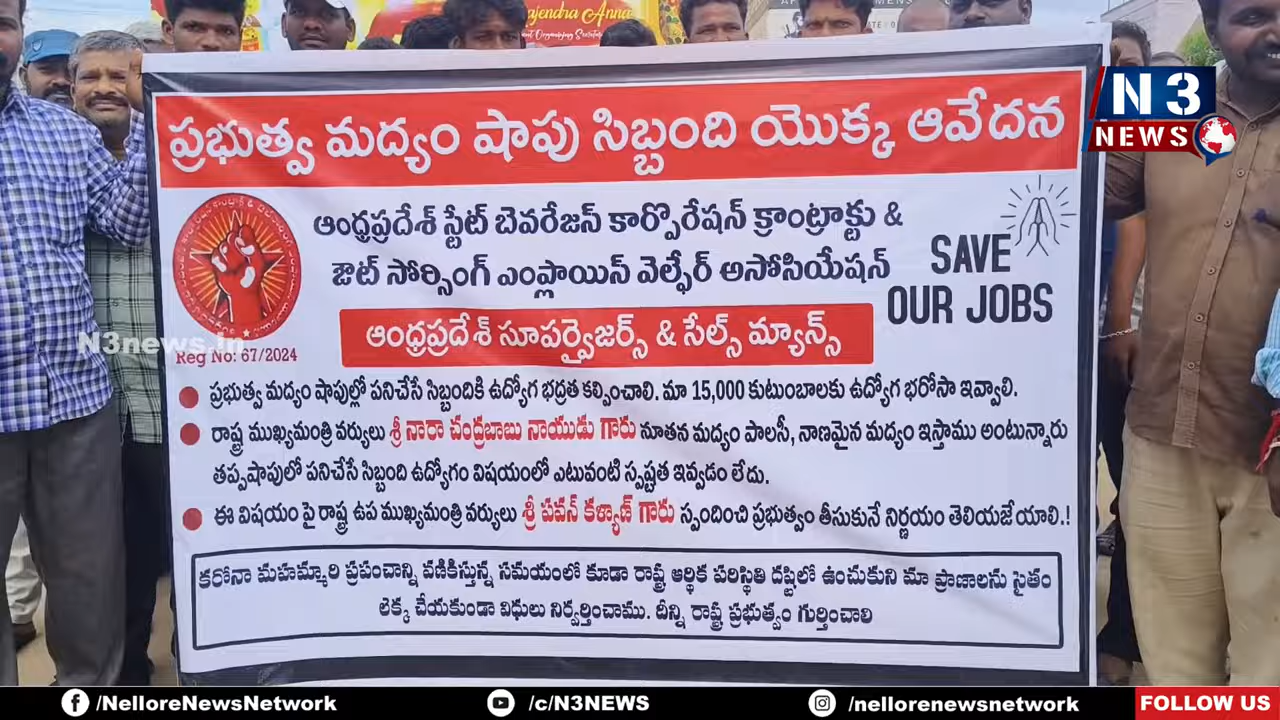 Rajendra Anna
N3
NEWS
ప్రభుత్వ మద్యం షాపు సిబ్బంది యొక్క ఆవేదన
ఆంధ్రప్రదేశ్ స్టేట్ బెవరేజస్ కార్పొరేషన్ క్రాంట్రాక్టు &
ఔట్ సోర్సింగ్ ఎంప్లాయిస్ వెల్ఫేర్ అసోసియేషన్
SAVE
OUR JOBS
ఆంధ్రప్రదేశ్ సూపర్వైజర్స్ & సేల్స్ మ్యాన్స్
N3news.in
Reg No: 67/2024
ప్రభుత్వ మద్యం షాపుల్లో పనిచేసే సిబ్బందికి ఉద్యోగ భద్రత కల్పించాలి. మా 15,000 కుటుంబాలకు ఉద్యోగ భరోసా ఇవ్వాలి.
రాష్ట్ర ముఖ్యమంత్రి వర్యులు శ్రీ నారా చంద్రబాబు నాయుడు గారు నూతన మద్యం పాలసీ, నాణమైన మద్యం ఇస్తాము అంటున్నారు
తప్పషాపులో పనిచేసే సిబ్బంది ఉద్యోగం విషయంలో ఎటువంటి స్పష్టత ఇవ్వడం లేదు.
ఈ విషయం పై రాష్ట్ర ఉప ముఖ్యమంత్రి వర్యులు శ్రీ పవన్ కళ్యాణ్ గారు స్పందించి ప్రభుత్వం తీసుకునే నిర్ణయం తెలియజేయాలి.!
కరోనా మహమ్మారి ప్రపంచాన్ని వణికిస్తున్న సమయంలో కూడా రాష్ట్ర ఆర్థిక పరిస్థితి దష్టిలో ఉంచుకుని మా ప్రాణాలను సైతం
లెక్క చేయకుండా విధులు నిర్వర్తించాము. దీన్ని రాష్ట్ర ప్రభుత్వం గుర్తించాలి
/NelloreNewsNetwork
/c/N3NEWS
/nellorenewsnetwork
FOLLOW US